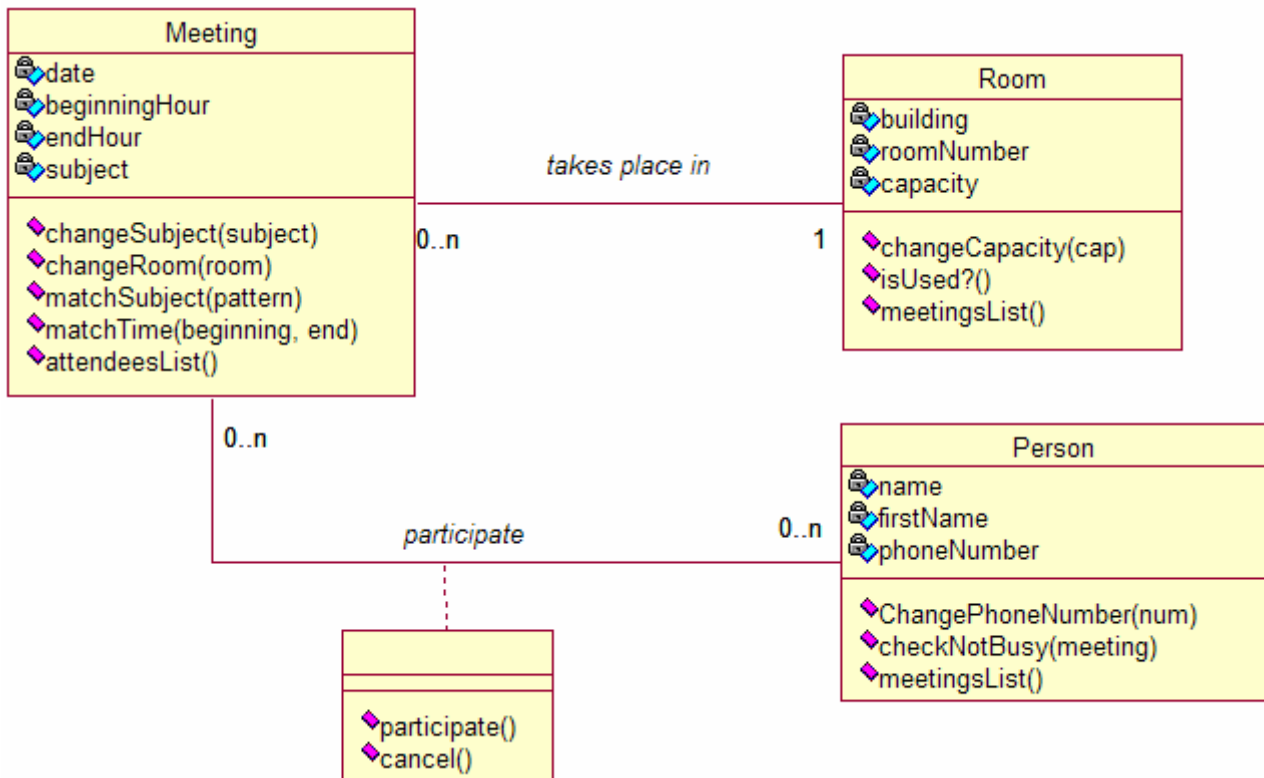 Meeting
date
beginningHour
endHour
subject
changeSubject(subject)
changeRoom(room)
matchSubject(pattern)
matchTime(beginning, end)
attendeesList()
takes place in
0..n
1
Room
building
roomNumber
capacity
changeCapacity(cap)
isUsed?()
meetingsList()
0..n
participate
0..n
Person
name
firstName
phoneNumber
ChangePhoneNumber(num)
checkNotBusy(meeting)
meetingsList()
participate()
cancel()